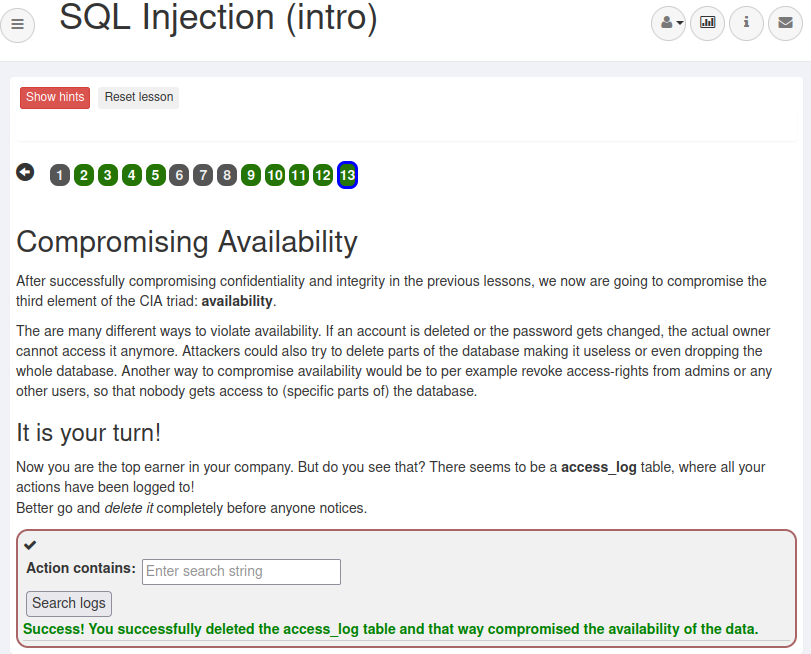 SQL Injection (intro)
Show hints
Reset lesson
1 2 3 4 5 6 7 8 9 10 11 12 13
Compromising Availability
After successfully compromising confidentiality and integrity in the previous lessons, we now are going to compromise the
third element of the CIA triad: availability.
The are many different ways to violate availability. If an account is deleted or the password gets changed, the actual owner
cannot access it anymore. Attackers could also try to delete parts of the database making it useless or even dropping the
whole database. Another way to compromise availability would be to per example revoke access-rights from admins or any
other users, so that nobody gets access to (specific parts of) the database.
It is your turn!
Now you are the top earner in your company. But do you see that? There seems to be a access_log table, where all your
actions have been logged to!
Better go and delete it completely before anyone notices.
Action contains: Enter search string
Search logs
Success! You successfully deleted the access_log table and that way compromised the availability of the data.